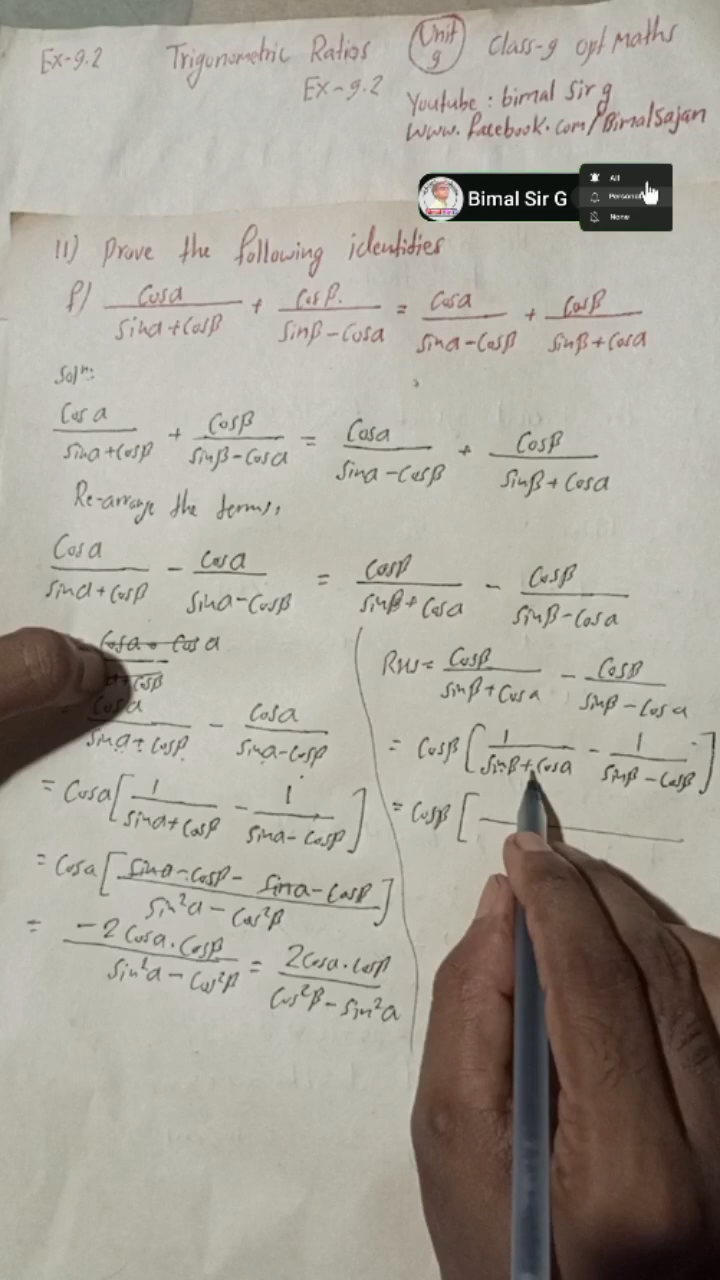 Ex-9.2 Trigonometric Ratios Unit 9 Class-9 opt Maths
Ex-9.2 Youtube : bimal sir g
www.facebook.com/Bimalsajan
All
Bimal Sir G
None
11) Prove the following identities
f) Cosα/(Sinα+Cosβ) + Cosβ/(Sinβ-Cosα) = Cosα/(Sinα-Cosβ) + Cosβ/(Sinβ+Cosα)
Solⁿ:
Cosα/(Sinα+Cosβ) + Cosβ/(Sinβ-Cosα) = Cosα/(Sinα-Cosβ) + Cosβ/(Sinβ+Cosα)
Re-arrange the terms,
Cosα/(Sinα+Cosβ) - Cosα/(Sinα-Cosβ) = Cosβ/(Sinβ+Cosα) - Cosβ/(Sinβ-Cosα)
Cosα/(Sinα+Cosβ) - Cosα/(Sinα-Cosβ)
= Cosα[1/(Sinα+Cosβ) - 1/(Sinα-Cosβ)]
= Cosα[(Sinα-Cosβ - Sinα-Cosβ)/(Sin²α-Cos²β)]
= -2Cosα.Cosβ/(Sin²α-Cos²β) = 2Cosα.Cosβ/(Cos²β-Sin²α)
RHS= Cosβ/(Sinβ+Cosα) - Cosβ/(Sinβ-Cosα)
= Cosβ[1/(Sinβ+Cosα) - 1/(Sinβ-Cosβ)]
= Cosβ[